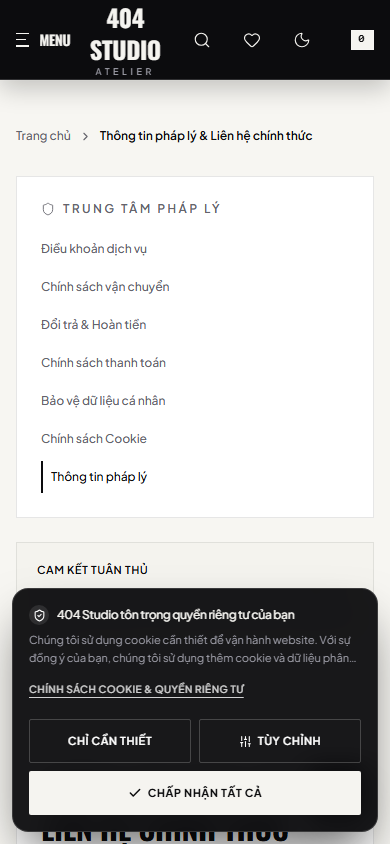 MENU
404
STUDIO
ATELIER
0
Trang chủ > Thông tin pháp lý & Liên hệ chính thức
TRUNG TÂM PHÁP LÝ
Điều khoản dịch vụ
Chính sách vận chuyển
Đổi trả & Hoàn tiền
Chính sách thanh toán
Bảo vệ dữ liệu cá nhân
Chính sách Cookie
Thông tin pháp lý
CAM KẾT TUÂN THỦ
404 Studio tôn trọng quyền riêng tư của bạn
Chúng tôi sử dụng cookie cần thiết để vận hành website. Với sự
đồng ý của bạn, chúng tôi sử dụng thêm cookie và dữ liệu phân...
CHÍNH SÁCH COOKIE & QUYỀN RIÊNG TƯ
CHỈ CẦN THIẾT
TÙY CHỈNH
CHẤP NHẬN TẤT CẢ
LIÊN HỆ CHÍNH THỨC